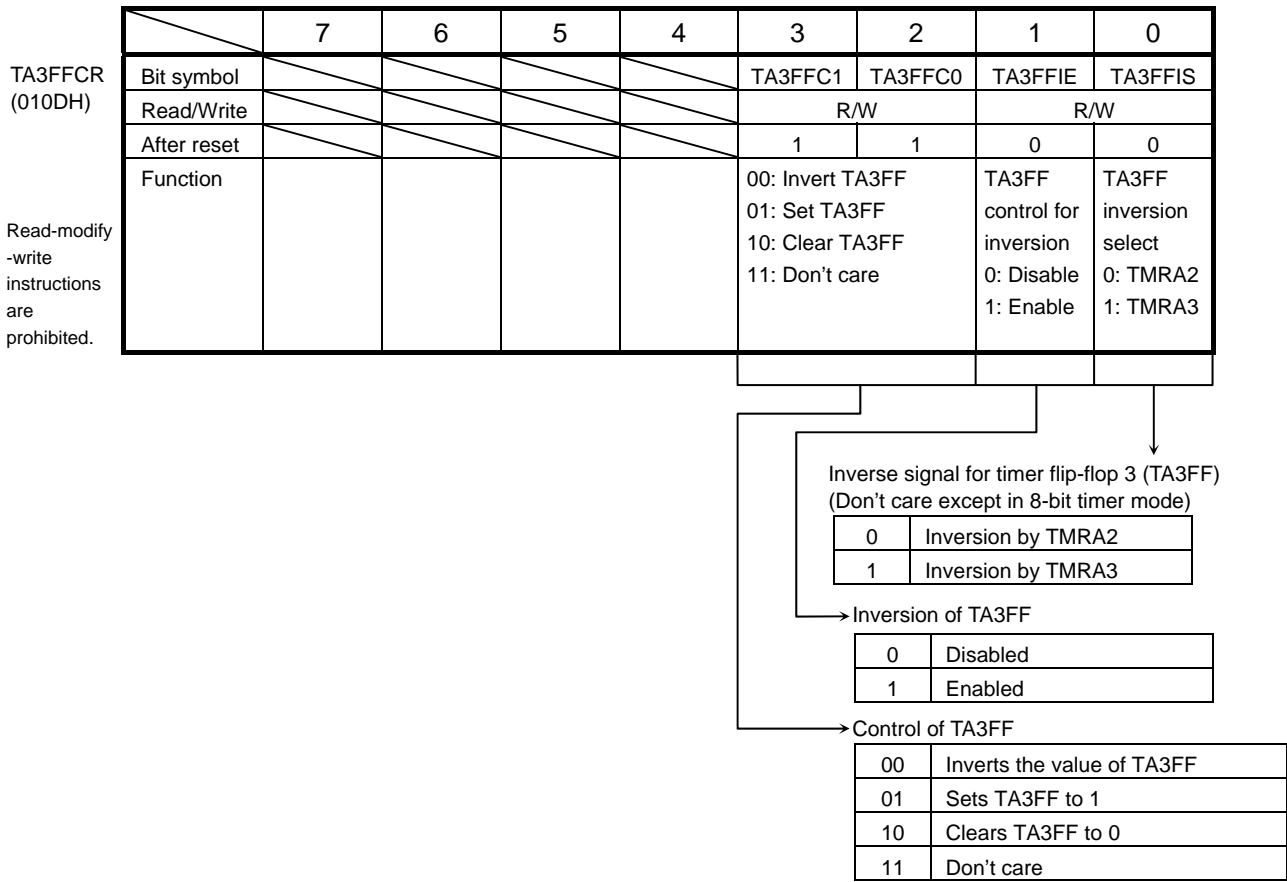 7 6 5 4 3 2 1 0
TA3FFCR
(010DH)
Bit symbol TA3FFC1 TA3FFC0 TA3FFIE TA3FFIS
Read/Write R/W R/W
After reset 1 1 0 0
Function
00: Invert TA3FF
01: Set TA3FF
10: Clear TA3FF
11: Don't care
TA3FF
control for
inversion
0: Disable
1: Enable
TA3FF
inversion
select
0: TMRA2
1: TMRA3
Read-modify
-write
instructions
are
prohibited.
Inverse signal for timer flip-flop 3 (TA3FF)
(Don't care except in 8-bit timer mode)
0 Inversion by TMRA2
1 Inversion by TMRA3
Inversion of TA3FF
0 Disabled
1 Enabled
Control of TA3FF
00 Inverts the value of TA3FF
01 Sets TA3FF to 1
10 Clears TA3FF to 0
11 Don't care